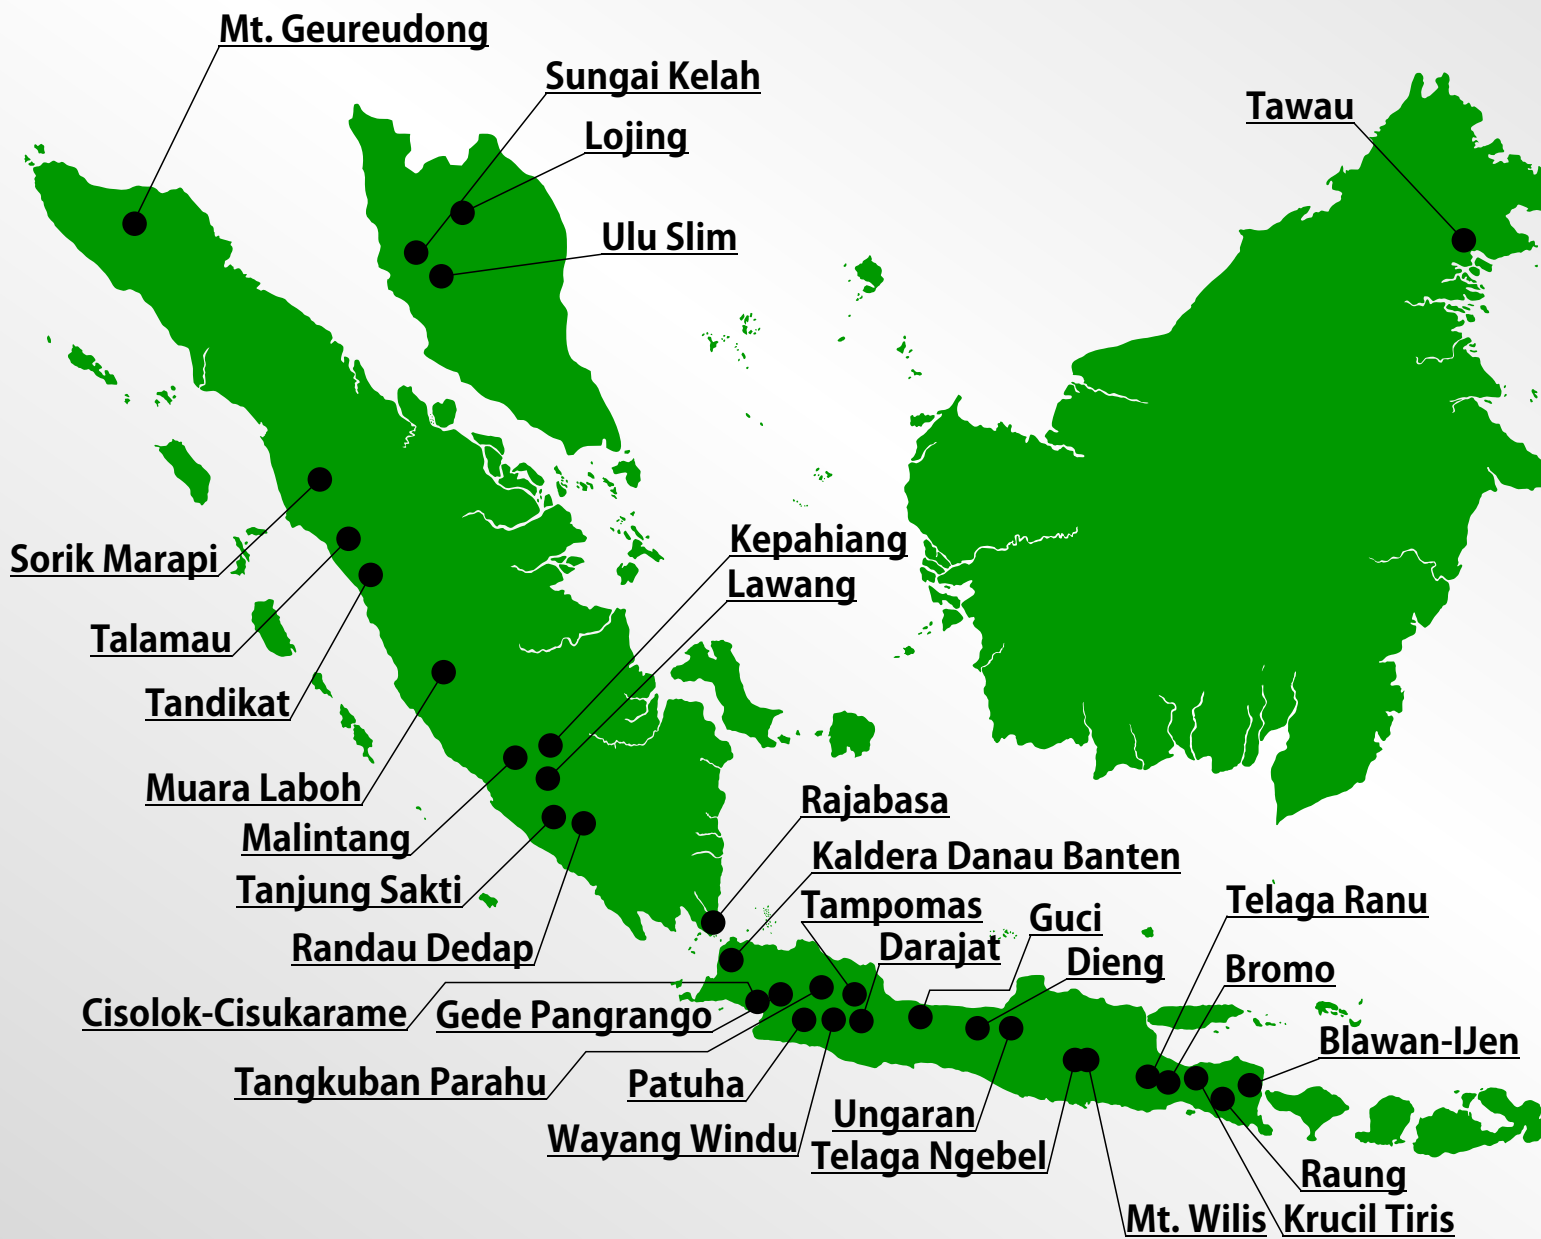 Mt. Geureudong
Sungai Kelah
Tawau
Lojing
Ulu Slim
Kepahiang
Sorik Marapi
Lawang
Talamau
Tandikat
Muara Laboh
Rajabasa
Malintang
Kaldera Danau Banten
Tanjung Sakti
Tampomas
Telaga Ranu
Guci
Randau Dedap
Darajat
Dieng
Bromo
Cisolok-Cisukarame
Gede Pangrango
Blawan-IJen
Tangkuban Parahu
Patuha
Ungaran
Wayang Windu
Telaga Ngebel
Raung
Mt. Wilis
Krucil Tiris